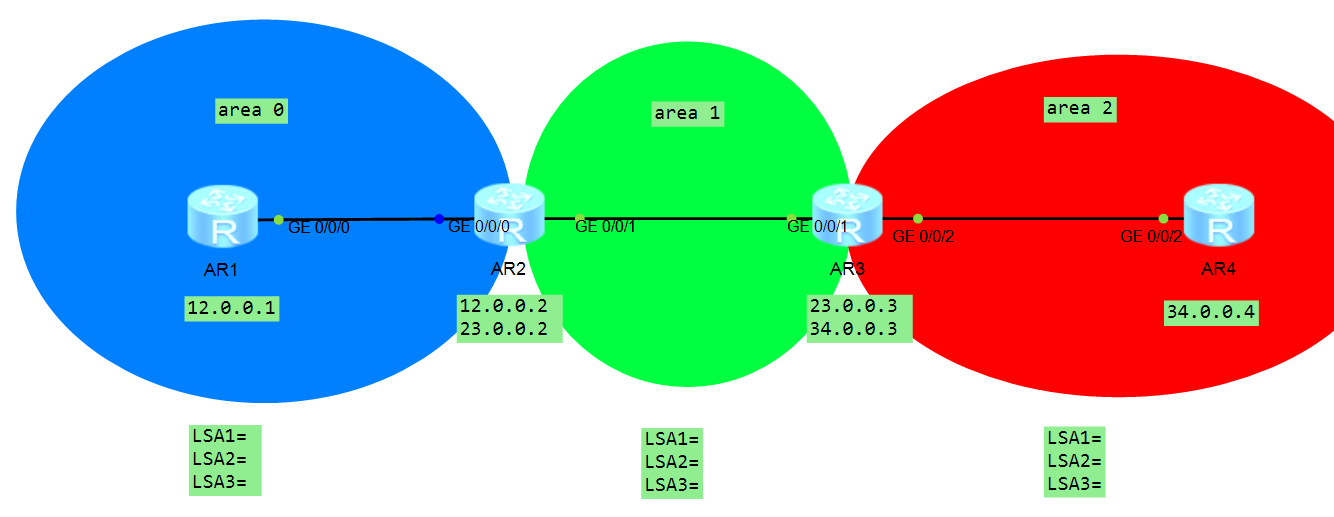 area 0
area 1
area 2
R
R
R
R
GE 0/0/0
GE 0/0/0
GE 0/0/1
GE 0/0/1
GE 0/0/2
GE 0/0/2
AR1
AR2
AR3
AR4
12.0.0.1
12.0.0.2
23.0.0.2
23.0.0.3
34.0.0.3
34.0.0.4
LSA1=
LSA2=
LSA3=
LSA1=
LSA2=
LSA3=
LSA1=
LSA2=
LSA3=